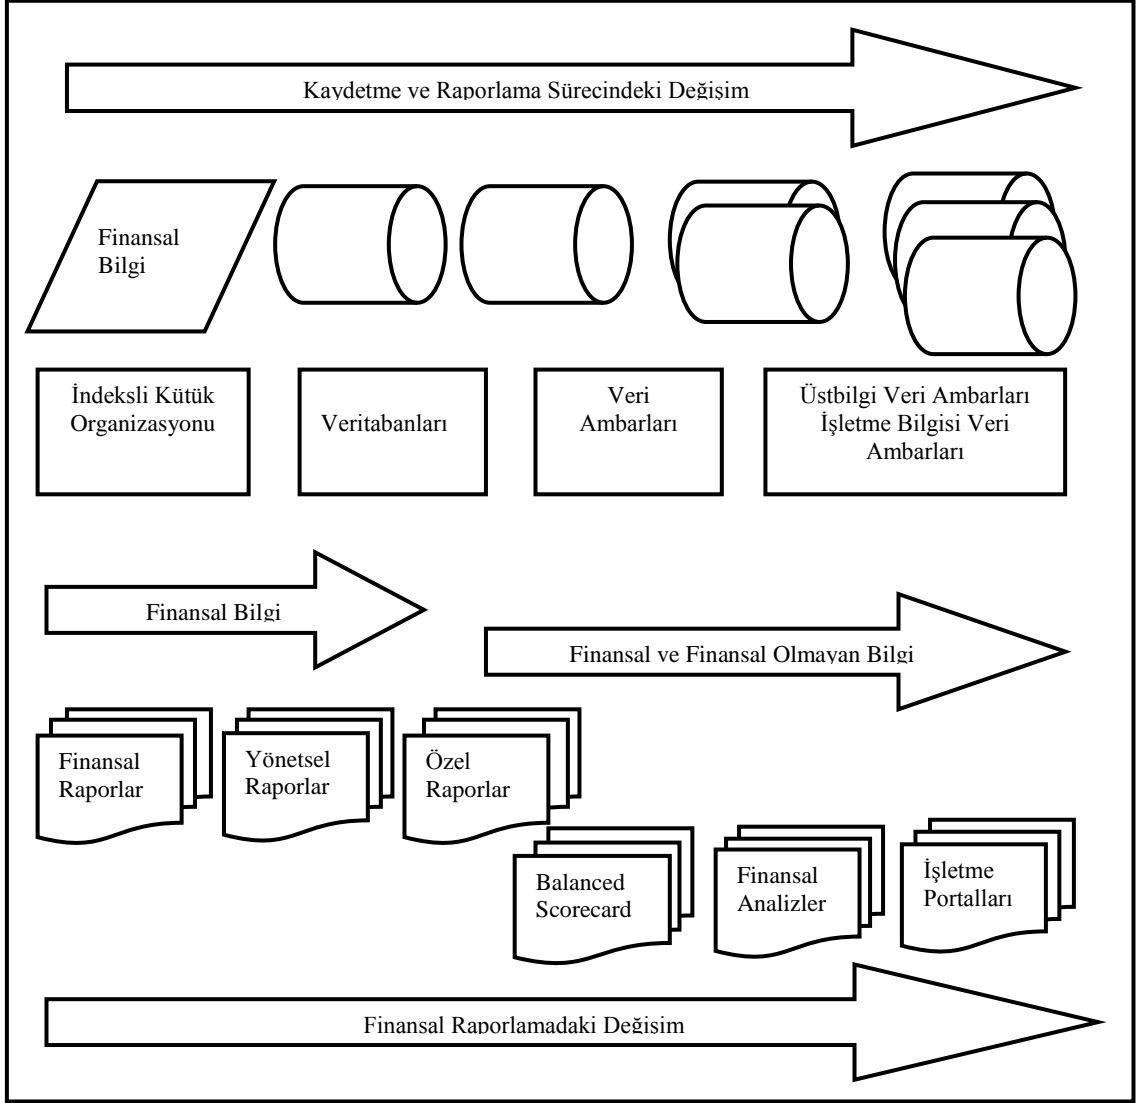 Kaydetme ve Raporlama Sürecindeki Değişim
Finansal
Bilgi
İndeksli Kütük
Organizasyonu
Veritabanları
Veri
Ambarları
Üstbilgi Veri Ambarları
İşletme Bilgisi Veri
Ambarları
Finansal Bilgi
Finansal ve Finansal Olmayan Bilgi
Finansal
Raporlar
Yönetsel
Raporlar
Özel
Raporlar
Balanced
Scorecard
Finansal
Analizler
İşletme
Portalları
Finansal Raporlamadaki Değişim